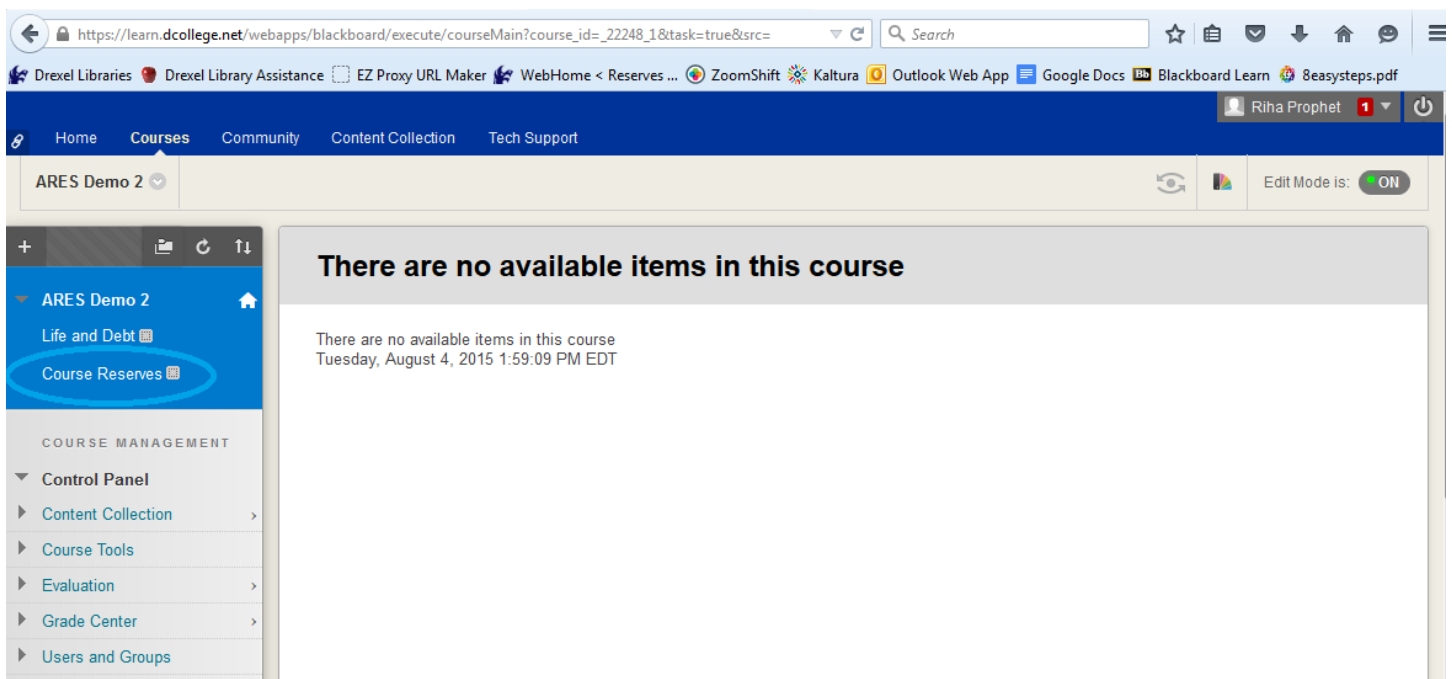 https://learn.dcollege.net/webapps/blackboard/execute/courseMain?course_id=_22248_1&task=true&src= Search
Drexel Libraries Drexel Library Assistance EZ Proxy URL Maker WebHome < Reserves ... ZoomShift Kaltura Outlook Web App Google Docs Bb Blackboard Learn 8easysteps.pdf
Riha Prophet 1
Home Courses Community Content Collection Tech Support
ARES Demo 2 Edit Mode is: ON
There are no available items in this course
ARES Demo 2
Life and Debt
Course Reserves
There are no available items in this course
Tuesday, August 4, 2015 1:59:09 PM EDT
COURSE MANAGEMENT
Control Panel
Content Collection
Course Tools
Evaluation
Grade Center
Users and Groups